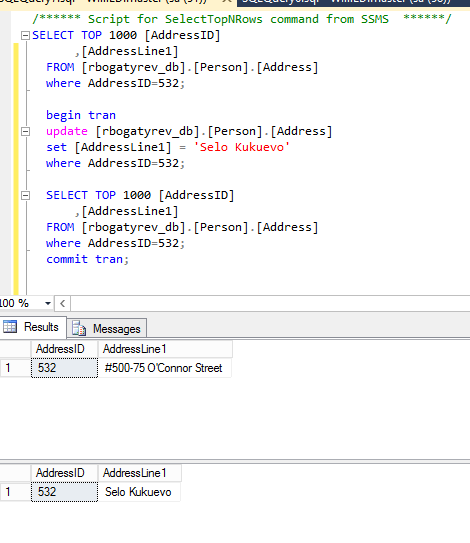 /****** Script for SelectTopNRows command from SSMS ******/
SELECT TOP 1000 [AddressID]
,[AddressLine1]
FROM [rbogatyrev_db].[Person].[Address]
where AddressID=532;
begin tran
update [rbogatyrev_db].[Person].[Address]
set [AddressLine1] = 'Selo Kukuevo'
where AddressID=532;
SELECT TOP 1000 [AddressID]
,[AddressLine1]
FROM [rbogatyrev_db].[Person].[Address]
where AddressID=532;
commit tran;
100 %
Results Messages
AddressID AddressLine1
1 532 #500-75 O'Connor Street
AddressID AddressLine1
1 532 Selo Kukuevo